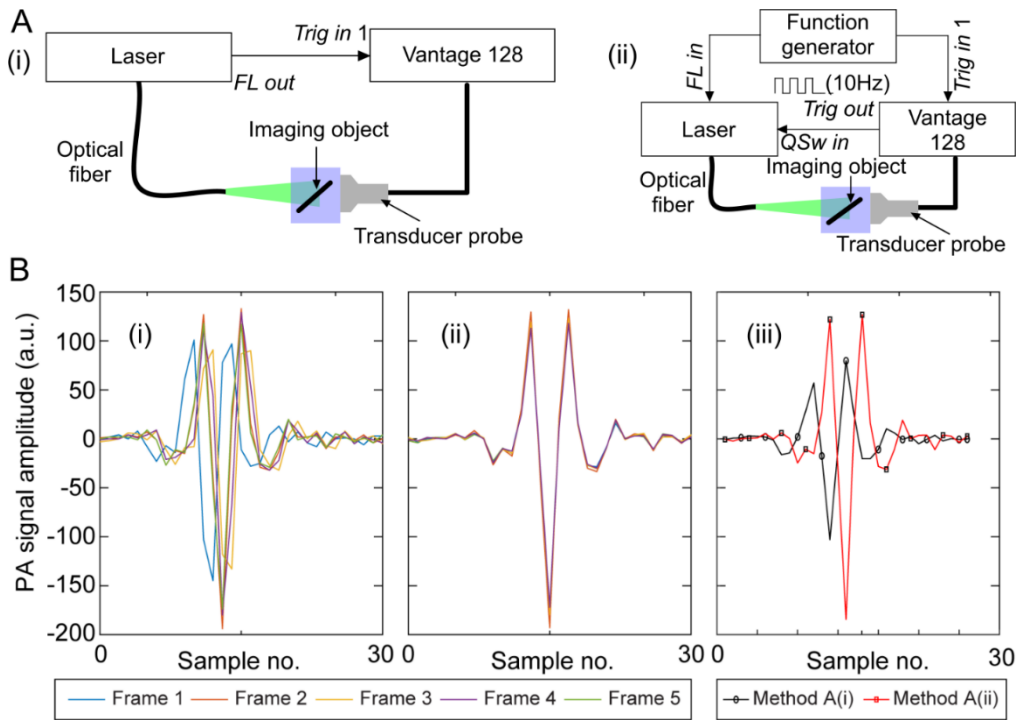 A
(i)
Laser
Trig in 1
Vantage 128
FL out
Imaging object
Optical
fiber
Transducer probe
(ii)
Function
generator
FL in
Trig in 1
(10Hz)
Trig out
Laser
QSw in
Vantage
128
Imaging object
Optical
fiber
Transducer probe
B
PA signal amplitude (a.u.)
150
100
50
0
-50
-100
-150
-200
(i)
(ii)
(iii)
0
Sample no.
30
0
Sample no.
30
0
Sample no.
30
Frame 1
Frame 2
Frame 3
Frame 4
Frame 5
Method A(i)
Method A(ii)